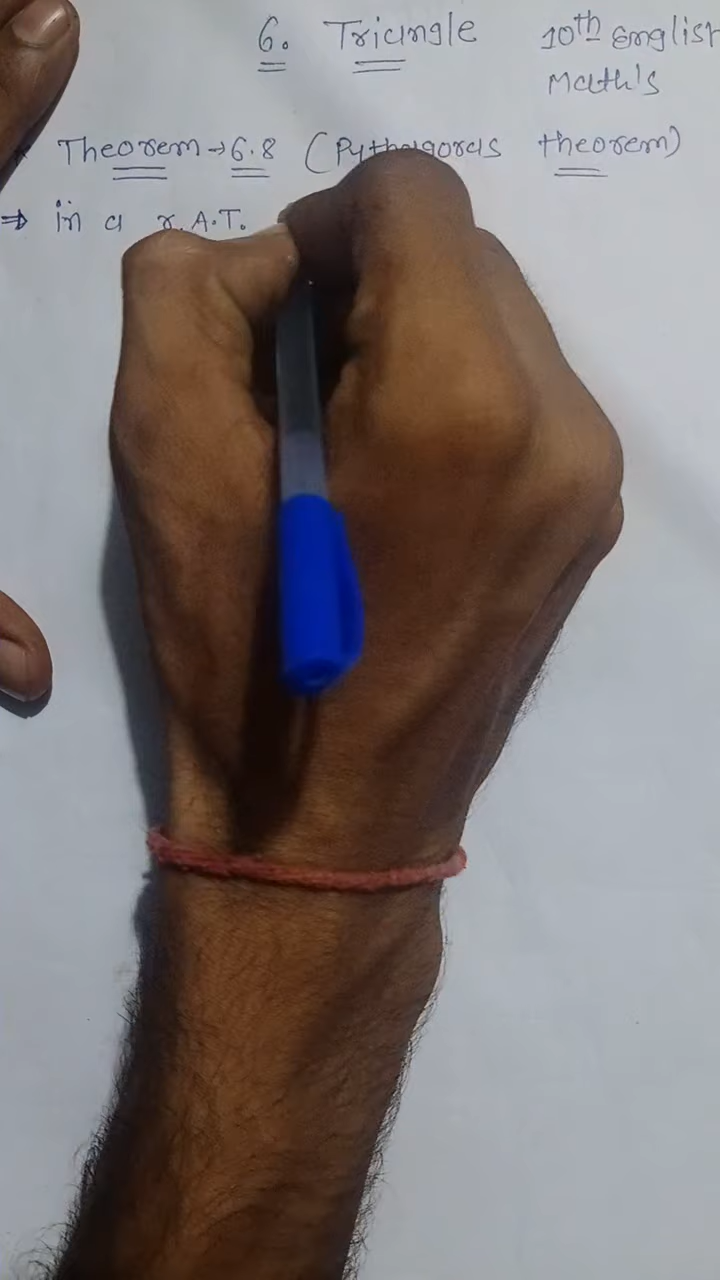 6. Triangle 10th English
Math's
Theorem → 6.8 (Pythagoras theorem)
⇒ in a r.A.T.